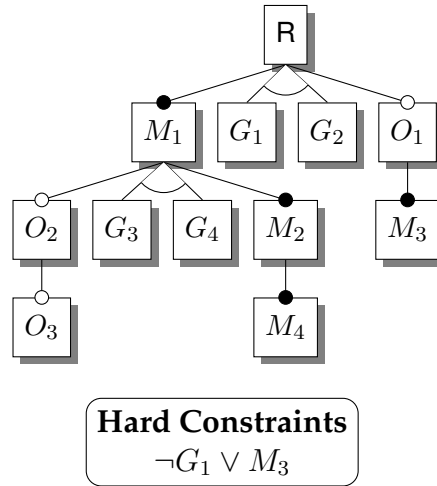 R
M₁ G₁ G₂ O₁
O₂ G₃ G₄ M₂ M₃
O₃ M₄
Hard Constraints
¬G₁ ∨ M₃